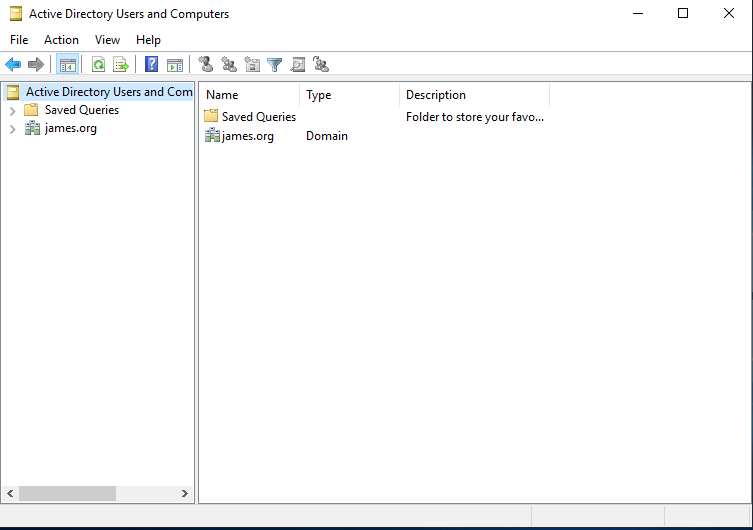 Active Directory Users and Computers
File Action View Help
Active Directory Users and Com
Saved Queries
james.org
Name Type Description
Saved Queries Folder to store your favo...
james.org Domain